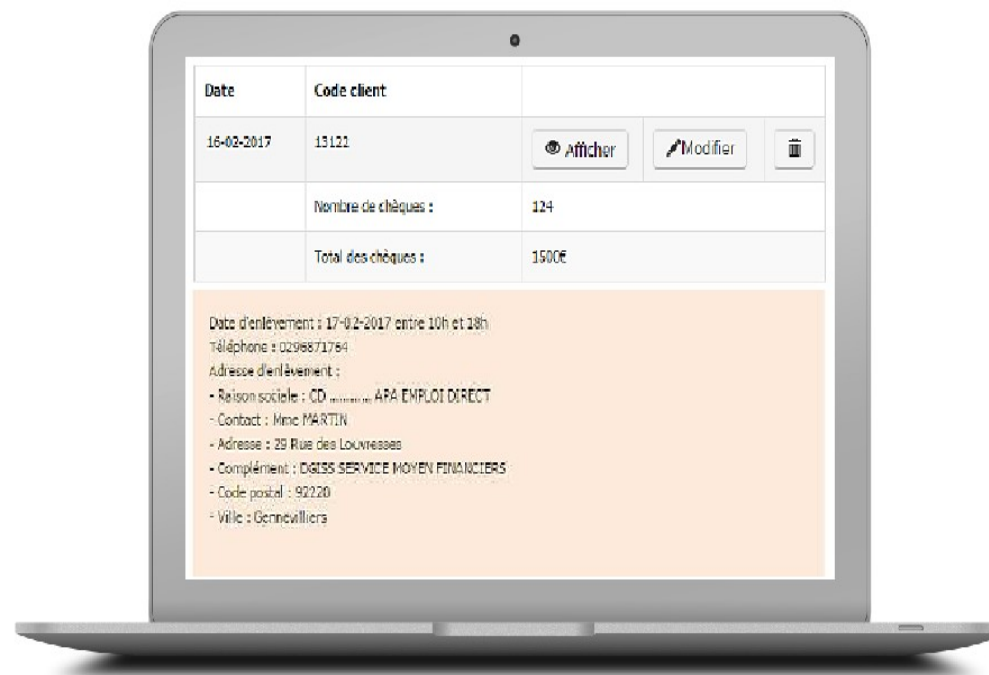 Date Code client
16-02-2017 13122 Afficher Modifier
Nombre de chèques : 124
Total des chèques : 1500€
Date d'enlèvement : 17-02-2017 entre 10h et 18h
Téléphone : 0296871764
Adresse d'enlèvement :
- Raison sociale : CD ............ APA EMPLOI DIRECT
- Contact : Mme MARTIN
- Adresse : 29 Rue des Louvresses
- Complément : DGISS SERVICE MOYEN FINANCIERS
- Code postal : 92220
- Ville : Gennevilliers